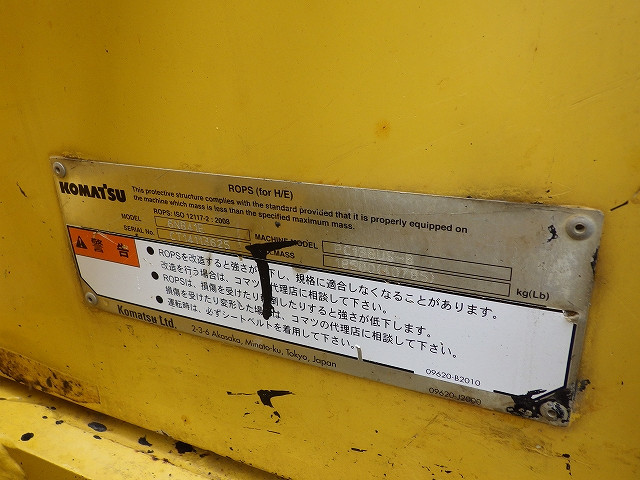 KOMATSU
ROPS (for H/E)
This protective structure complies with the standard provided that it is properly equipped on
the machine which mass is less than the specified maximum mass.
ROPS: ISO 12117-2 : 2008
MODEL
SERIAL No.
MACHINE MODEL
MASS
kg(Lb)
警告
● ROPSを改造すると強さが低下し、規格に適合しなくなることがあります。
改造を行う場合は、コマツ代理店に相談して下さい。
● ROPSは、損傷を受けたり転倒したりすると強さが低下します。
損傷を受けたり変形した場合は、コマツの代理店に相談して下さい。
● 運転時は、必ずシートベルトを着用して下さい。
09620-B2010
Komatsu Ltd.
2-3-6 Akasaka, Minato-ku, Tokyo, Japan
09620-J2000